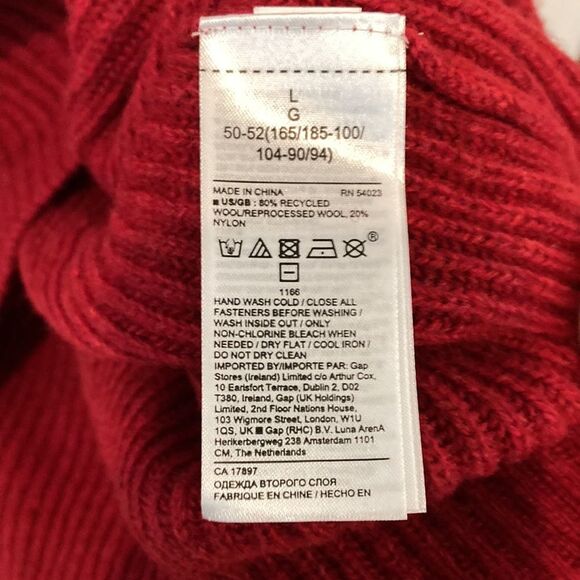 L
G
50-52(165/185-100/
104-90/94)
MADE IN CHINA RN 54023
■ US/GB : 80% RECYCLED
WOOL/REPROCESSED WOOL, 20%
NYLON
®
1166
HAND WASH COLD / CLOSE ALL
FASTENERS BEFORE WASHING /
WASH INSIDE OUT / ONLY
NON-CHLORINE BLEACH WHEN
NEEDED / DRY FLAT / COOL IRON /
DO NOT DRY CLEAN
IMPORTED BY/IMPORTE PAR: Gap
Stores (Ireland) Limited c/o Arthur Cox,
10 Earlsfort Terrace, Dublin 2, D02
T380, Ireland, Gap (UK Holdings)
Limited, 2nd Floor Nations House,
103 Wigmore Street, London, W1U
1QS, UK ■ Gap (RHC) B.V. Luna ArenA
Herikerbergweg 238 Amsterdam 1101
CM, The Netherlands
CA 17897
ОДЕЖДА ВТОРОГО СЛОЯ
FABRIQUE EN CHINE / HECHO EN